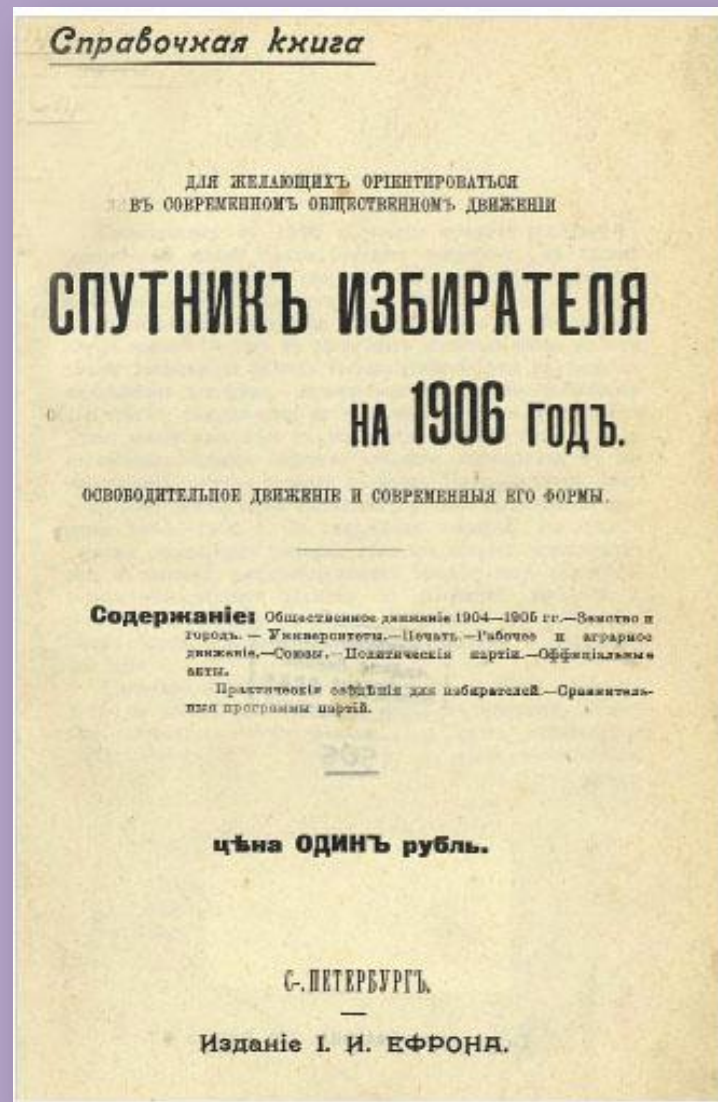 Справочная книга
ДЛЯ ЖЕЛАЮЩИХЪ ОРІЕНТИРОВАТЬСЯ
ВЪ СОВРЕМЕННОМЪ ОБЩЕСТВЕННОМЪ ДВИЖЕНІИ
СПУТНИКЪ ИЗБИРАТЕЛЯ
НА 1906 ГОДЪ.
ОСВОБОДИТЕЛЬНОЕ ДВИЖЕНІЕ И СОВРЕМЕННЫЯ ЕГО ФОРМЫ.
Содержаніе: Общественное движеніе 1904—1905 гг.—Земство и
городъ. — Университеты.—Печать.—Рабочее и аграрное
движеніе.—Союзы.—Политическія партіи.—Оффиціальные
акты.
Практическія свѣдѣнія для избирателей.—Сравнитель-
ныя программы партій.
цѣна ОДИНЪ рубль.
С-.ПЕТЕРБУРГЪ.
Изданіе І. И. ЕФРОНА.